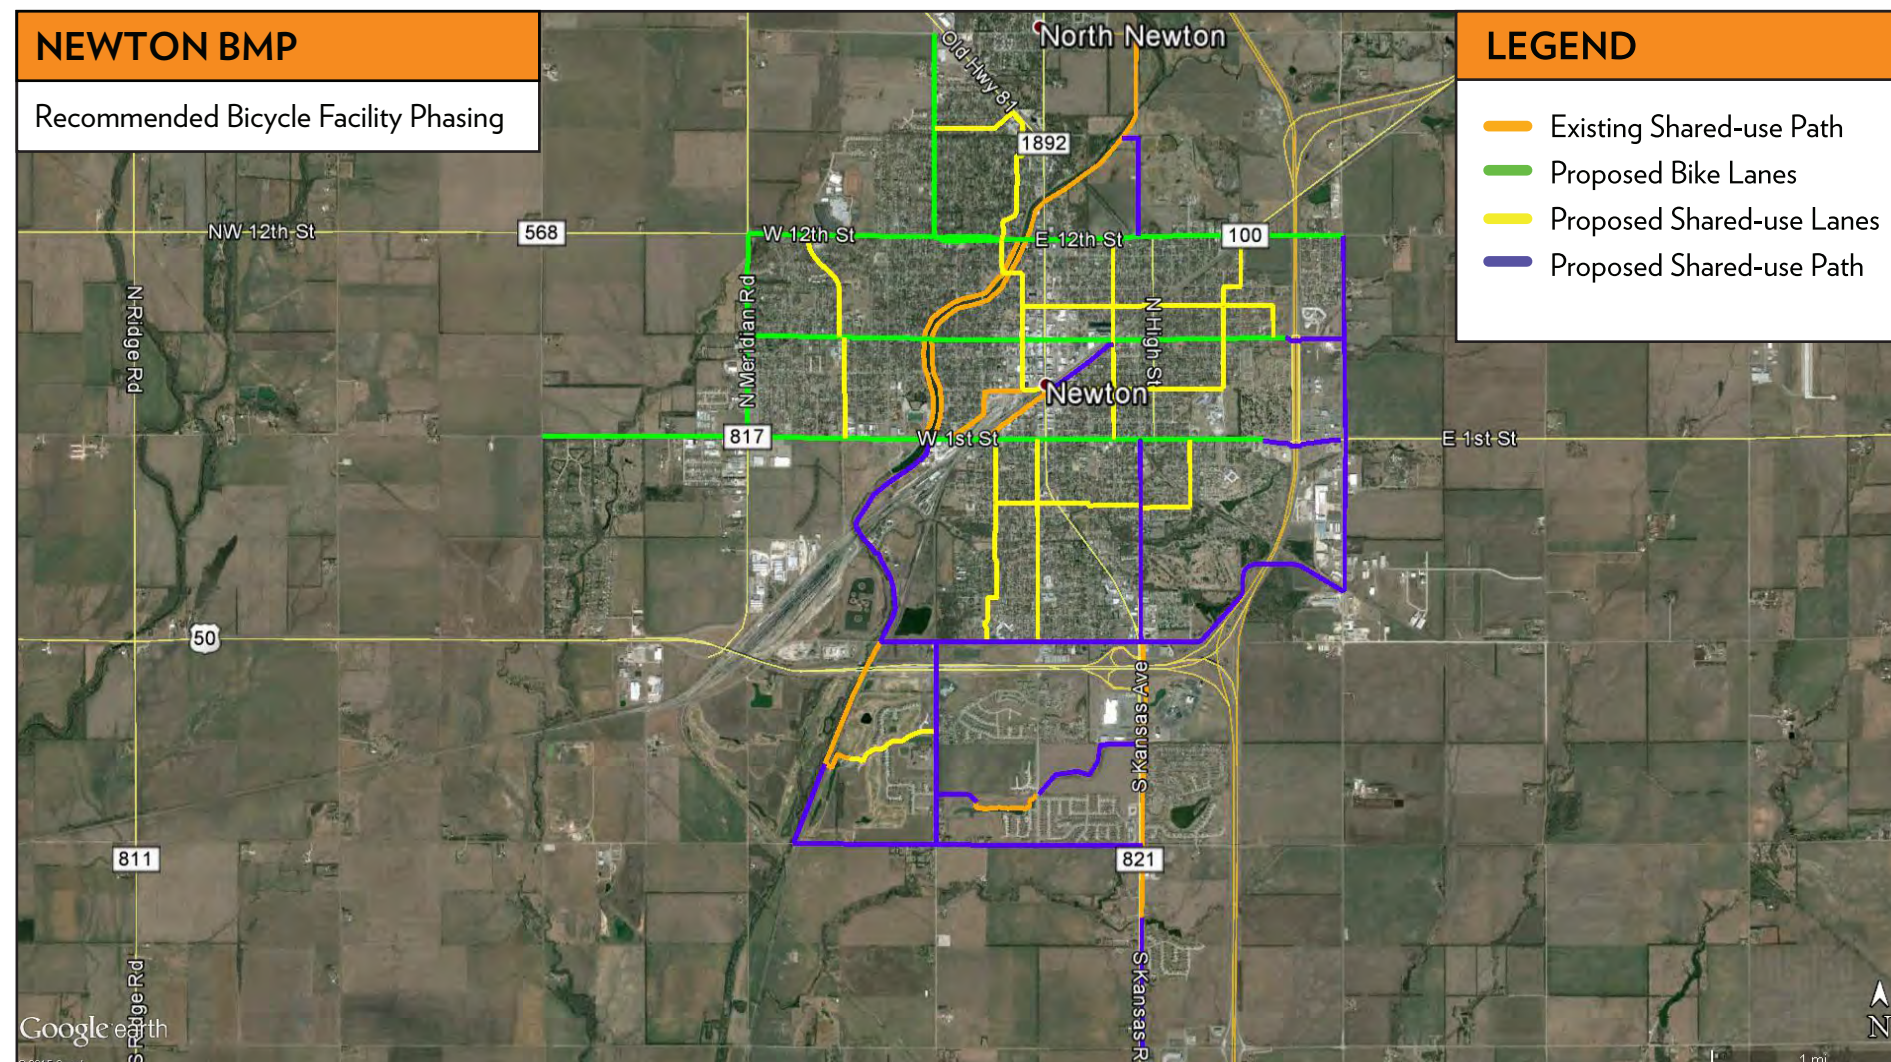 NEWTON BMP
Recommended Bicycle Facility Phasing
LEGEND
Existing Shared-use Path
Proposed Bike Lanes
Proposed Shared-use Lanes
Proposed Shared-use Path
North Newton
Old Hwy 81
1892
NW 12th St
568
W 12th St
E 12th St
100
N Ridge Rd
N Meridian Rd
N High St
Newton
817
W 1st St
E 1st St
50
S Kansas Ave
811
821
S Ridge Rd
S Kansas R
Google earth
N
1 mi